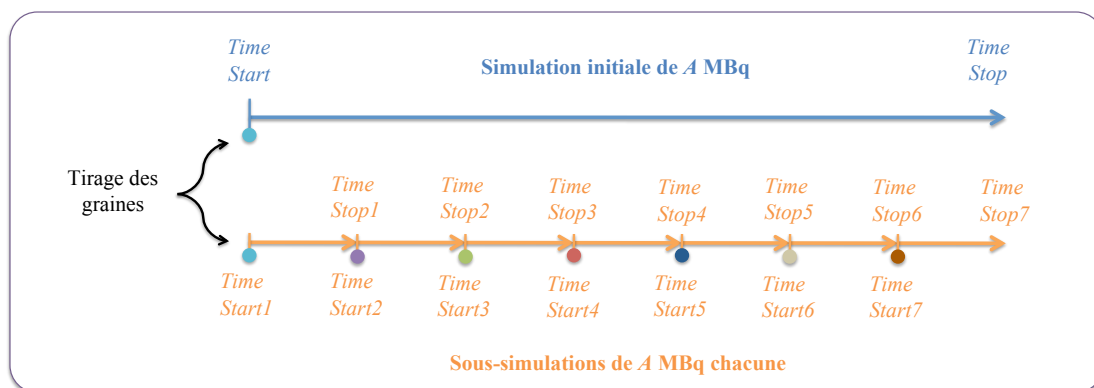 Time
Start
Simulation initiale de A MBq
Time
Stop
Tirage des
graines
Time
Stop1
Time
Stop2
Time
Stop3
Time
Stop4
Time
Stop5
Time
Stop6
Time
Stop7
Time
Start1
Time
Start2
Time
Start3
Time
Start4
Time
Start5
Time
Start6
Time
Start7
Sous-simulations de A MBq chacune